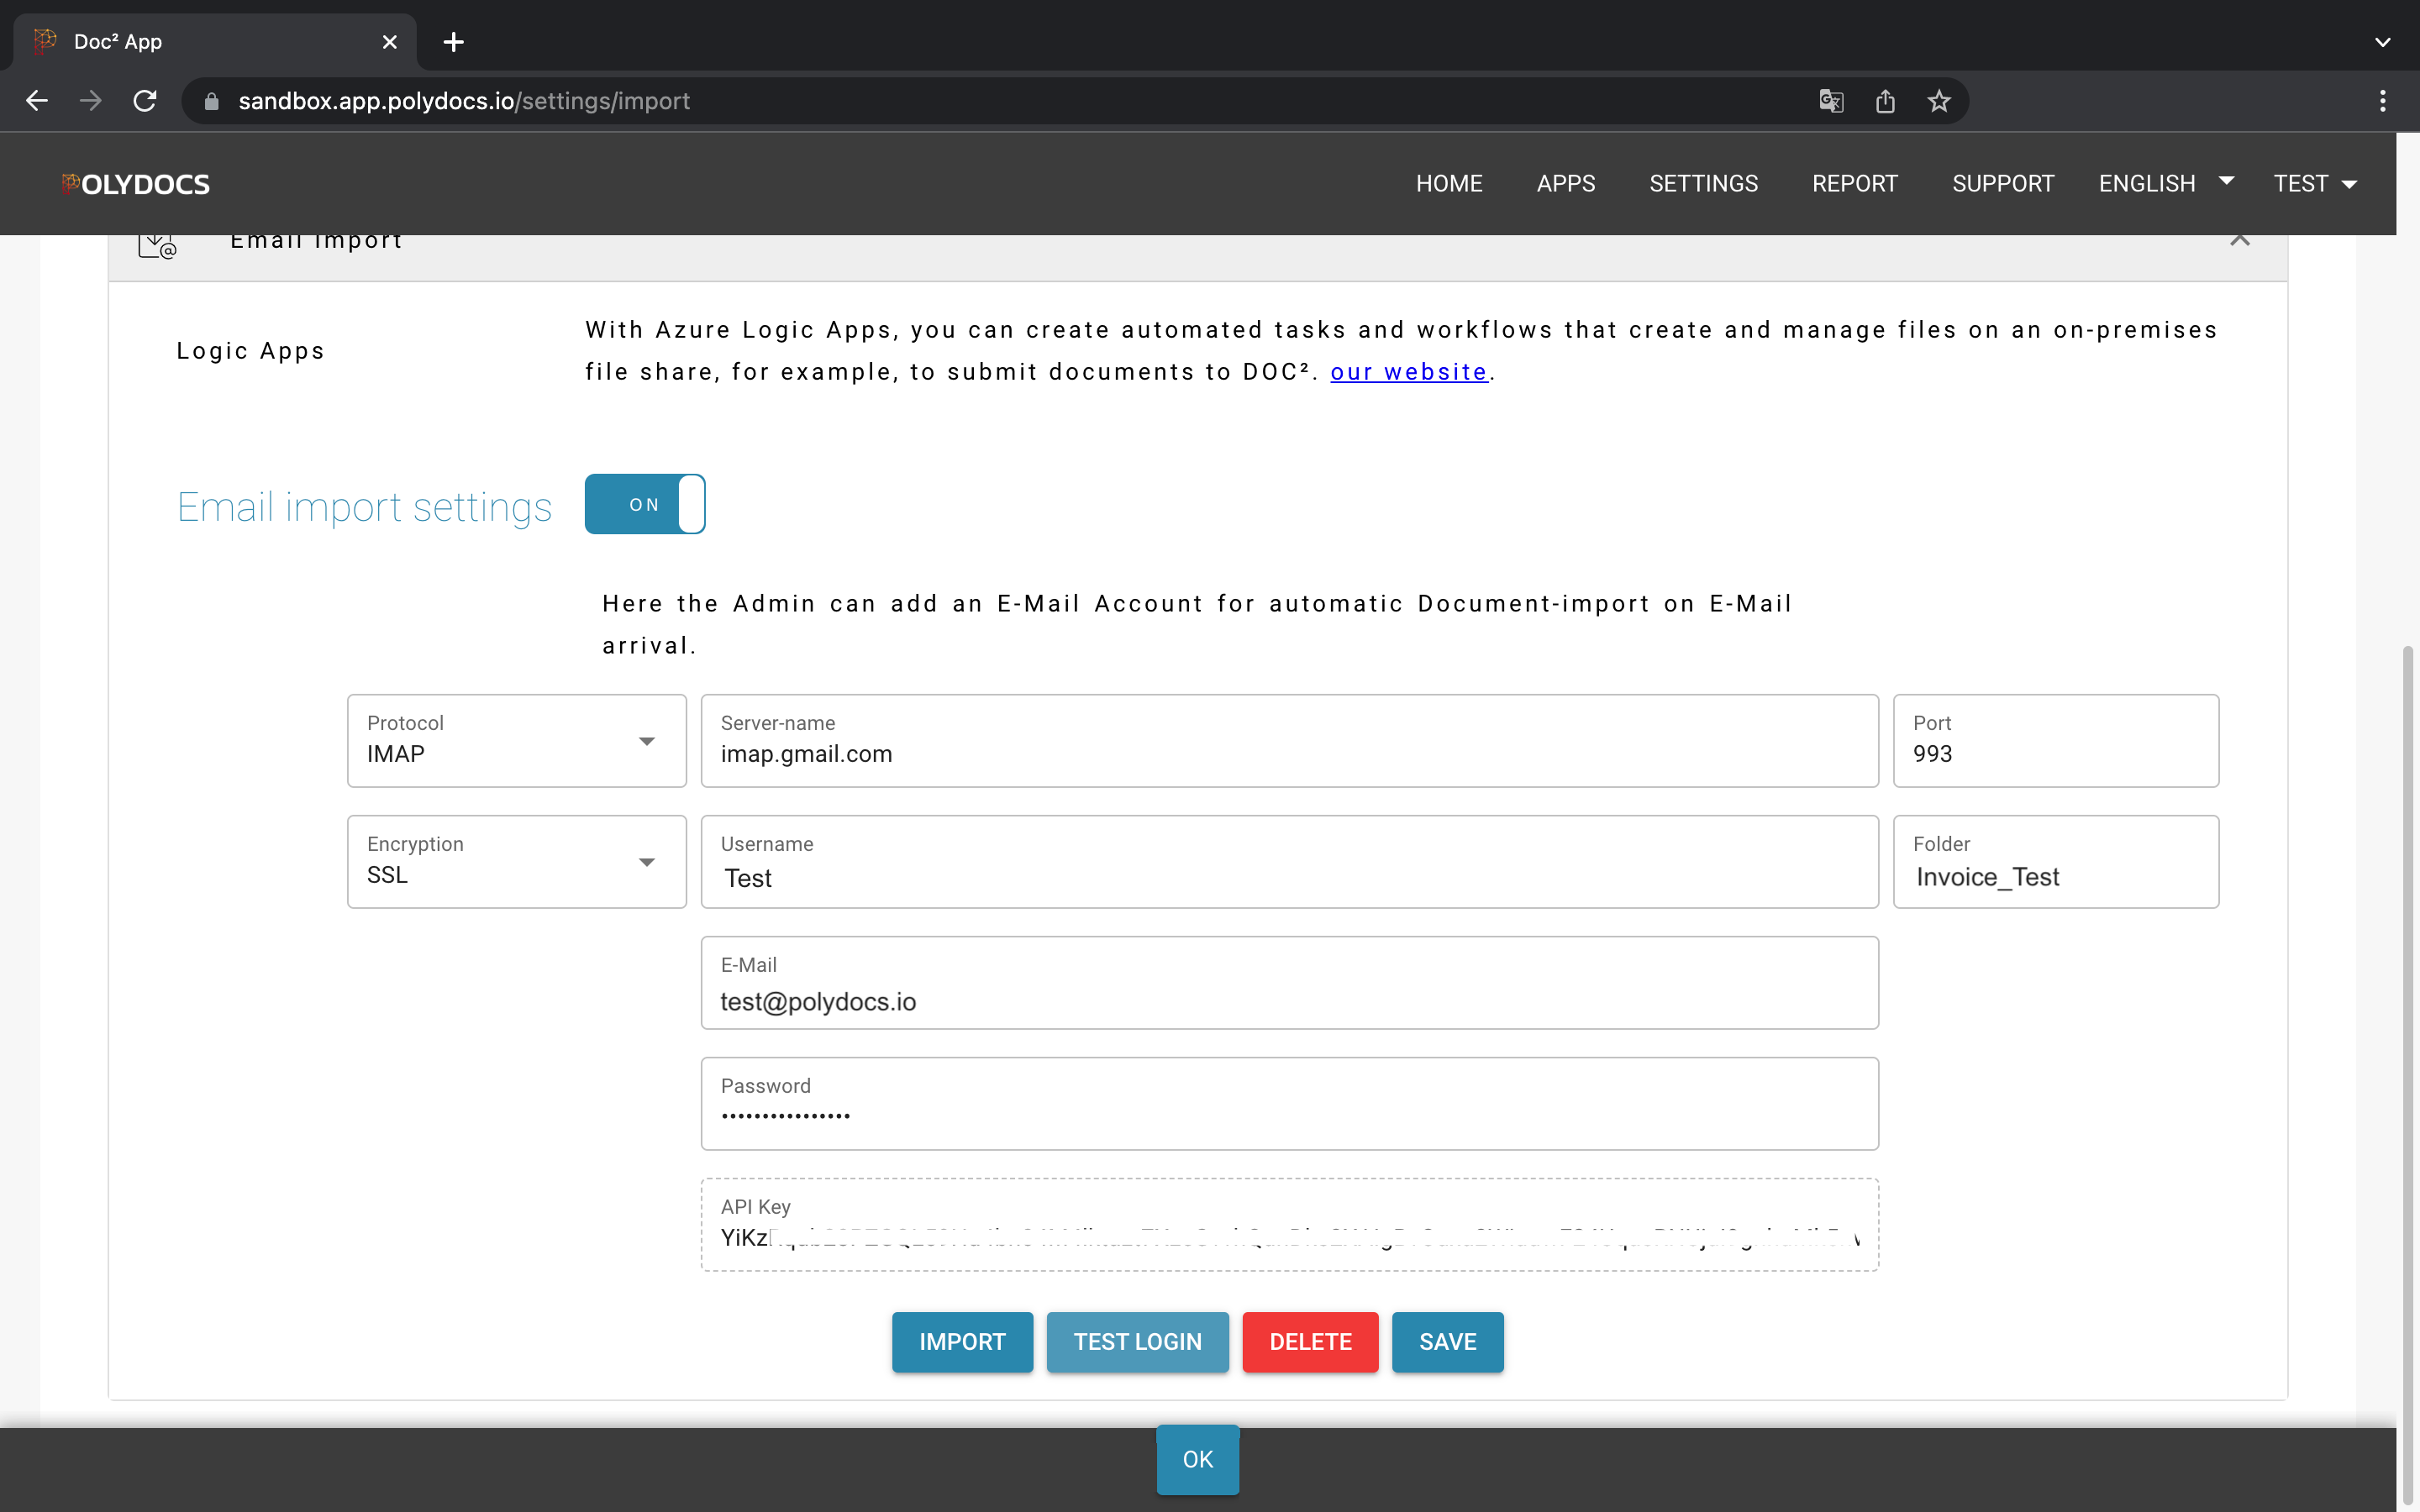 Doc² App
sandbox.app.polydocs.io/settings/import
POLYDOCS
HOME
APPS
SETTINGS
REPORT
SUPPORT
ENGLISH
TEST
Email Import
Logic Apps
With Azure Logic Apps, you can create automated tasks and workflows that create and manage files on an on-premises
file share, for example, to submit documents to DOC². our website.
Email import settings
ON
Here the Admin can add an E-Mail Account for automatic Document-import on E-Mail
arrival.
Protocol
IMAP
Server-name
imap.gmail.com
Port
993
Encryption
SSL
Username
Test
Folder
Invoice_Test
E-Mail
test@polydocs.io
Password
••••••••••••••••
API Key
IMPORT
TEST LOGIN
DELETE
SAVE
OK